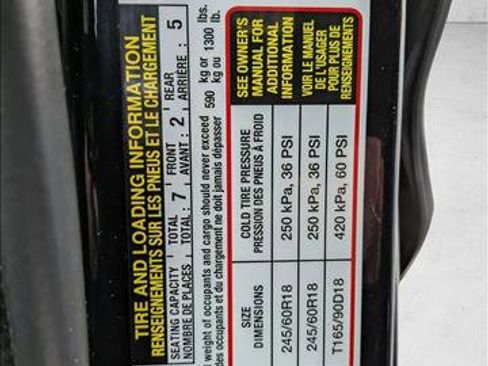 TIRE AND LOADING INFORMATION
RENSEIGNEMENTS SUR LES PNEUS ET LE CHARGEMENT
SEATING CAPACITY TOTAL 7 FRONT 2 REAR 5
NOMBRE DE PLACES TOTAL: 7 AVANT: 2 ARRIÈRE: 5
weight of occupants and cargo should never exceed 590 kg or 1300 lbs.
des occupants et du chargement ne doit jamais dépasser 590 kg ou 1300 lb.
SIZE
DIMENSIONS
COLD TIRE PRESSURE
PRESSION DES PNEUS À FROID
SEE OWNER'S
MANUAL FOR
ADDITIONAL
INFORMATION
245/60R18 250 kPa, 36 PSI
VOIR LE MANUEL
DE L'USAGER
POUR PLUS DE
RENSEIGNEMENTS
245/60R18 250 kPa, 36 PSI
T165/90D18 420 kPa, 60 PSI